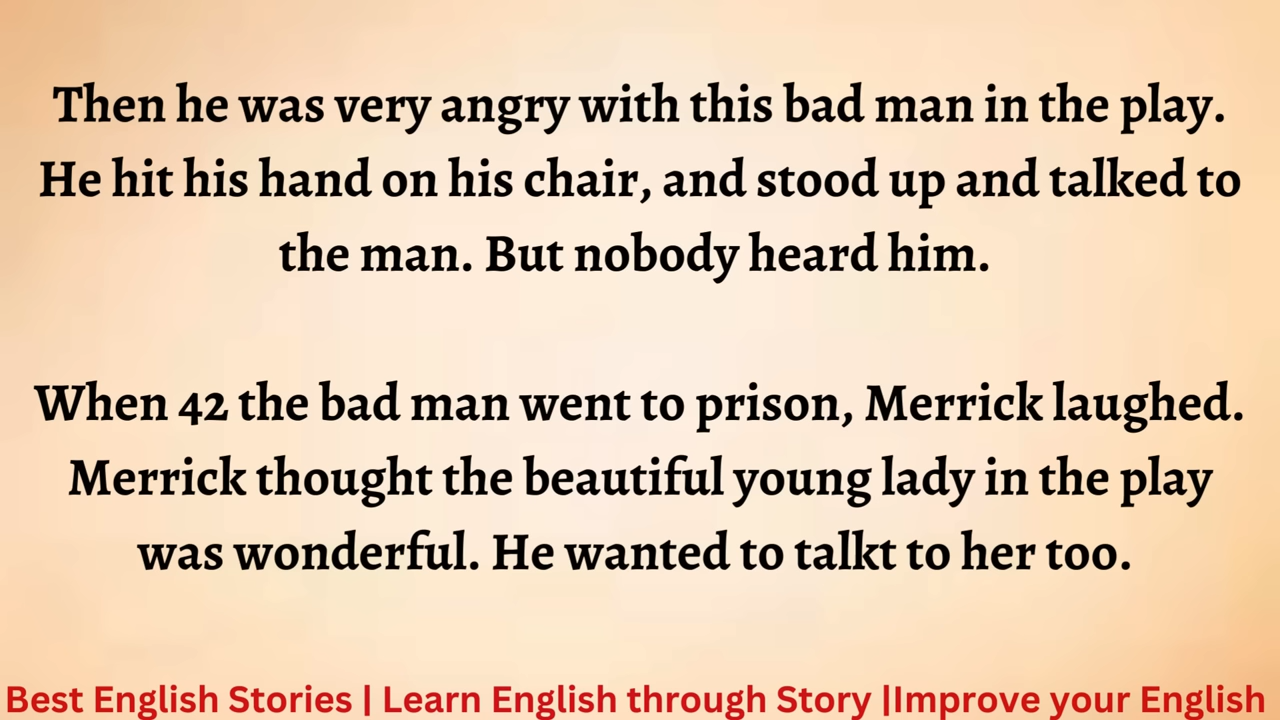 Then he was very angry with this bad man in the play.
He hit his hand on his chair, and stood up and talked to
the man. But nobody heard him.
When 42 the bad man went to prison, Merrick laughed.
Merrick thought the beautiful young lady in the play
was wonderful. He wanted to talkt to her too.
Best English Stories | Learn English through Story |Improve your English